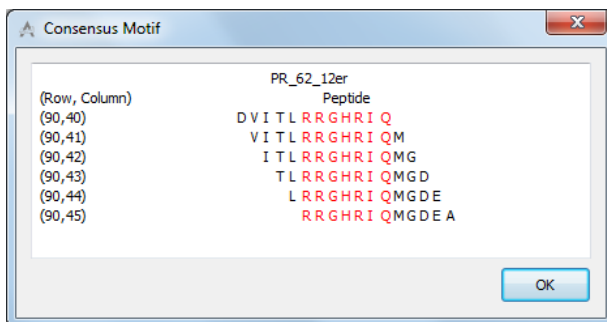 Consensus Motif
PR_62_12er
(Row, Column) Peptide
(90,40) D V I T L R R G H R I Q
(90,41) V I T L R R G H R I Q M
(90,42) I T L R R G H R I Q M G
(90,43) T L R R G H R I Q M G D
(90,44) L R R G H R I Q M G D E
(90,45) R R G H R I Q M G D E A
OK